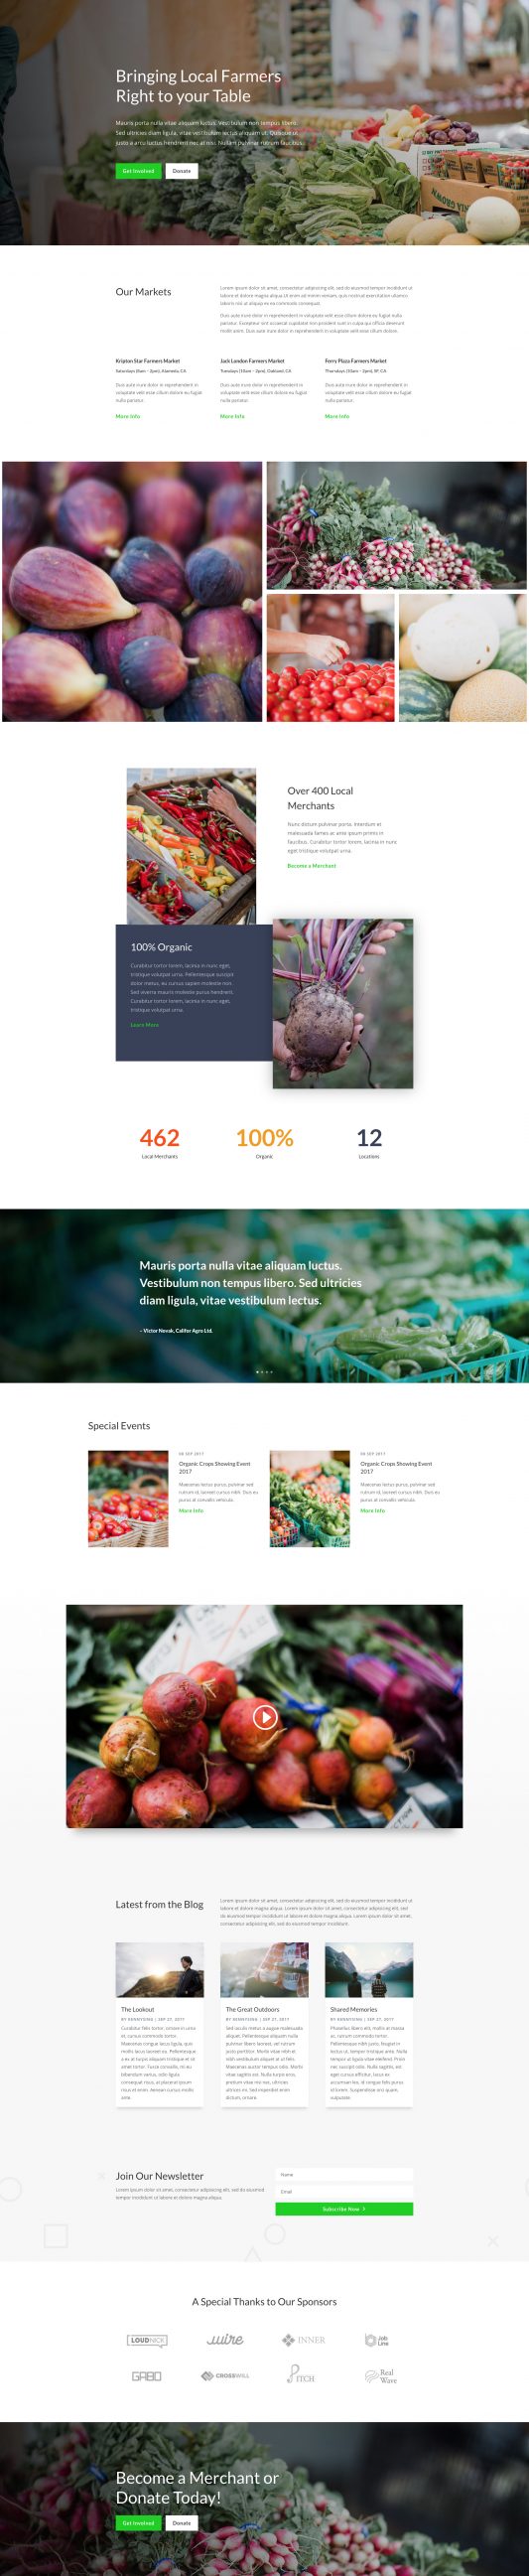 Bringing Local Farmers
Right to your Table
Mauris porta nulla vitae aliquam luctus. Vestibulum non tempus libero.
Sed ultricies diam ligula, vitae vestibulum lectus aliquam ut. Quisque ut
justo a arcu luctus hendrerit nec at nisi. Nullam pulvinar rutrum faucibus.
Get Involved
Donate
Our Markets
Lorem ipsum dolor sit amet, consectetur adipisicing elit, sed do eiusmod tempor incididunt ut
labore et dolore magna aliqua.Ut enim ad minim veniam, quis nostrud exercitation ullamco
laboris nisi ut aliquip ex ea commodo consequat.
Duis aute irure dolor in reprehenderit in voluptate velit esse cillum dolore eu fugiat nulla
pariatur. Excepteur sint occaecat cupidatat non proident sunt in culpa qui officia deserunt
mollit anim. Duis aute irure dolor in reprehenderit in voluptate velit esse cillum dolore.
Kripton Star Farmers Market
Saturdays (9am – 2pm), Alameda, CA
Duis aute irure dolor in reprehenderit in
voluptate velit esse cillum dolore eu fugiat
nulla pariatur.
More Info
Jack London Farmers Market
Tuesdays (10am – 2pm), Oakland, CA
Duis aute irure dolor in reprehenderit in
voluptate velit esse cillum dolore eu fugiat
nulla pariatur.
More Info
Ferry Plaza Farmers Market
Thursdays (10am – 2pm), SF, CA
Duis aute irure dolor in reprehenderit in
voluptate velit esse cillum dolore eu fugiat
nulla pariatur.
More Info
Over 400 Local
Merchants
Nunc dictum pulvinar porta. Interdum et
malesuada fames ac ante ipsum primis in
faucibus. Curabitur tortor lorem, lacinia in nunc
eget tristique volutpat urna.
Become a Merchant
100% Organic
Curabitur tortor lorem, lacinia in nunc eget,
tristique volutpat urna. Pellentesque suscipit
dolor metus, eu cursus sapien molestie non.
Sed viverra mauris molestie purus hendrerit.
Curabitur tortor lorem, lacinia in nunc eget,
tristique volutpat urna.
Learn More
462
Local Merchants
100%
Organic
12
Locations
Mauris porta nulla vitae aliquam luctus.
Vestibulum non tempus libero. Sed ultricies
diam ligula, vitae vestibulum lectus.
– Victor Novak, Califer Agro Ltd.
Special Events
08 SEP 2017
Organic Crops Showing Event
2017
Maecenas lectus purus, pulvinar sed
rutrum id, laoreet cursus nibh. Duis eu
purus at convallis vehicula.
More Info
08 SEP 2017
Organic Crops Showing Event
2017
Maecenas lectus purus, pulvinar sed
rutrum id, laoreet cursus nibh. Duis eu
purus at convallis vehicula.
More Info
Latest from the Blog
Lorem ipsum dolor sit amet, consectetur adipisicing elit, sed do eiusmod tempor incididunt ut
labore et dolore magna aliqua. Lorem ipsum dolor sit amet, consectetur adipisicing elit, sed
do eiusmod tempor incididunt ut labore et dolore magna aliqua. Lorem ipsum dolor sit amet,
consectetur adipisicing elit, sed do eiusmod tempor incididunt.
The Lookout
BY KENNYSING | SEP 27, 2017
The Great Outdoors
BY KENNYSING | SEP 27, 2017
Shared Memories
BY KENNYSING | SEP 27, 2017
Join Our Newsletter
Lorem ipsum dolor sit amet, consectetur adipisicing elit, sed do eiusmod
tempor incididunt ut labore et dolore magna aliqua.
Name
Email
Subscribe Now
A Special Thanks to Our Sponsors
LOUDNICK
wire
INNER
Job
Line
GABO
CROSSWILL
PITCH
Real
Wave
Become a Merchant or
Donate Today!
Get Involved
Donate